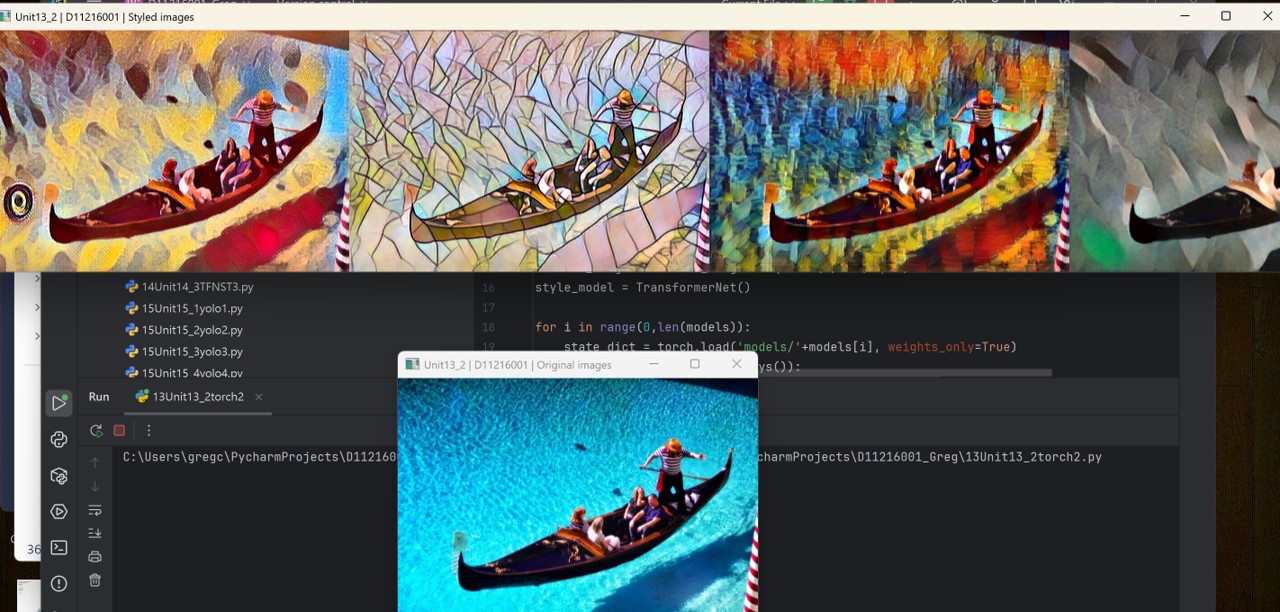 Unit13_2 | D11216001 | Styled images
14Unit14_3TFNST3.py
15Unit15_1yolo1.py
15Unit15_2yolo2.py
15Unit15_3yolo3.py
15Unit15_4yolo4.py
16 style_model = TransformerNet()
17
18 for i in range(0,len(models)):
19 state_dict = torch.load('models/'+models[i], weights_only=True)
ys()):
Unit13_2 | D11216001 | Original images
Run 13Unit13_2torch2
C:\Users\gregc\PycharmProjects\D112160
charmProjects\D11216001_Greg\13Unit13_2torch2.py
36